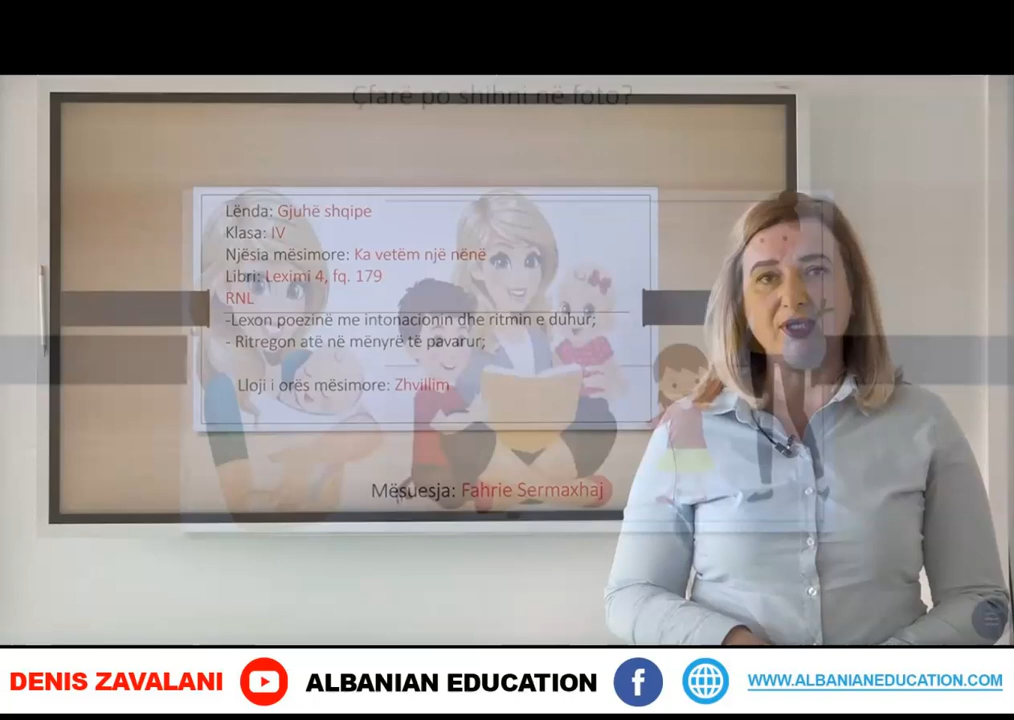 Çfarë po shihni në foto?
Lënda: Gjuhë shqipe
Klasa: IV
Njësia mësimore: Ka vetëm një nënë
Libri: Leximi 4, fq. 179
RNL
-Lexon poezinë me intonacionin dhe ritmin e duhur;
- Ritregon atë në mënyrë të pavarur;
Lloji i orës mësimore: Zhvillim
Mësuesja: Fahrie Sermaxhaj
DENIS ZAVALANI ALBANIAN EDUCATION WWW.ALBANIANEDUCATION.COM